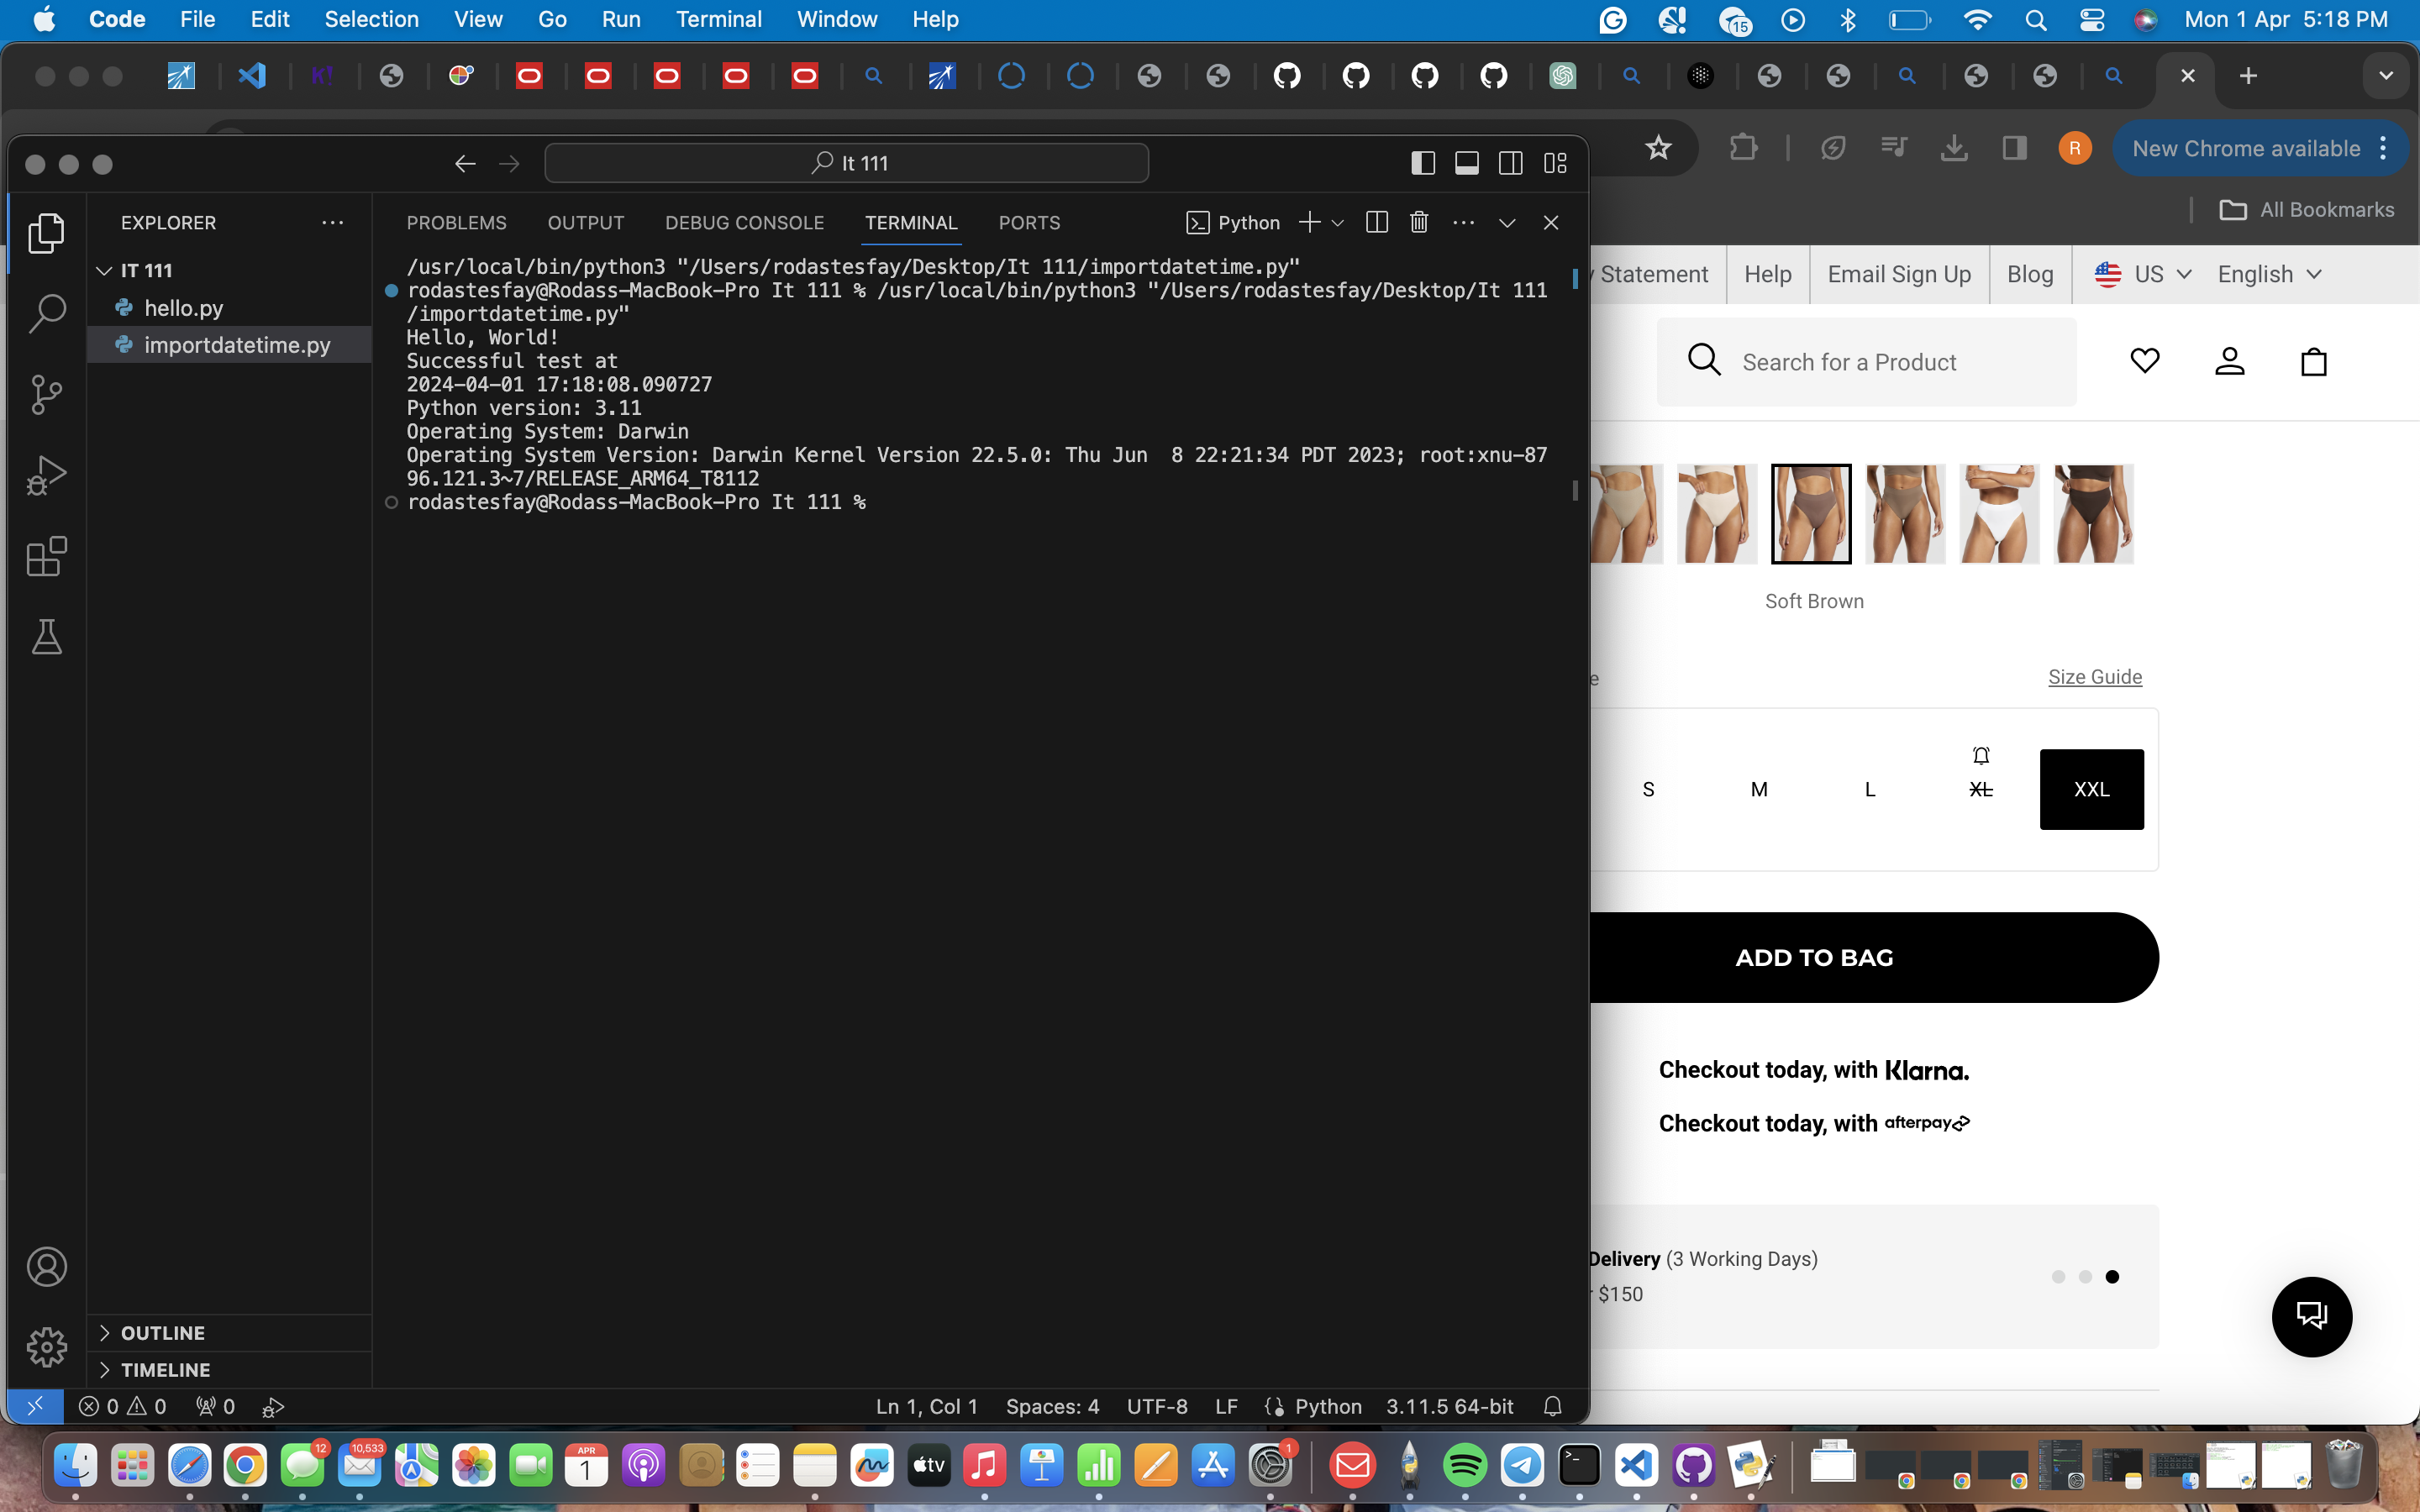 Code File Edit Selection View Go Run Terminal Window Help
15
Mon 1 Apr 5:18 PM
R
New Chrome available
All Bookmarks
It 111
EXPLORER
IT 111
hello.py
importdatetime.py
OUTLINE
TIMELINE
PROBLEMS OUTPUT DEBUG CONSOLE TERMINAL PORTS
Python
/usr/local/bin/python3 "/Users/rodastesfay/Desktop/It 111/importdatetime.py"
rodastesfay@Rodass-MacBook-Pro It 111 % /usr/local/bin/python3 "/Users/rodastesfay/Desktop/It 111
/importdatetime.py"
Hello, World!
Successful test at
2024-04-01 17:18:08.090727
Python version: 3.11
Operating System: Darwin
Operating System Version: Darwin Kernel Version 22.5.0: Thu Jun  8 22:21:34 PDT 2023; root:xnu-87
96.121.3~7/RELEASE_ARM64_T8112
rodastesfay@Rodass-MacBook-Pro It 111 %
0 0 0
Ln 1, Col 1 Spaces: 4 UTF-8 LF Python 3.11.5 64-bit
y Statement Help Email Sign Up Blog US English
Search for a Product
Soft Brown
e
Size Guide
S M L XL XXL
ADD TO BAG
Checkout today, with Klarna.
Checkout today, with afterpay
Delivery (3 Working Days)
$150
12
10,533
APR
1
tv
1